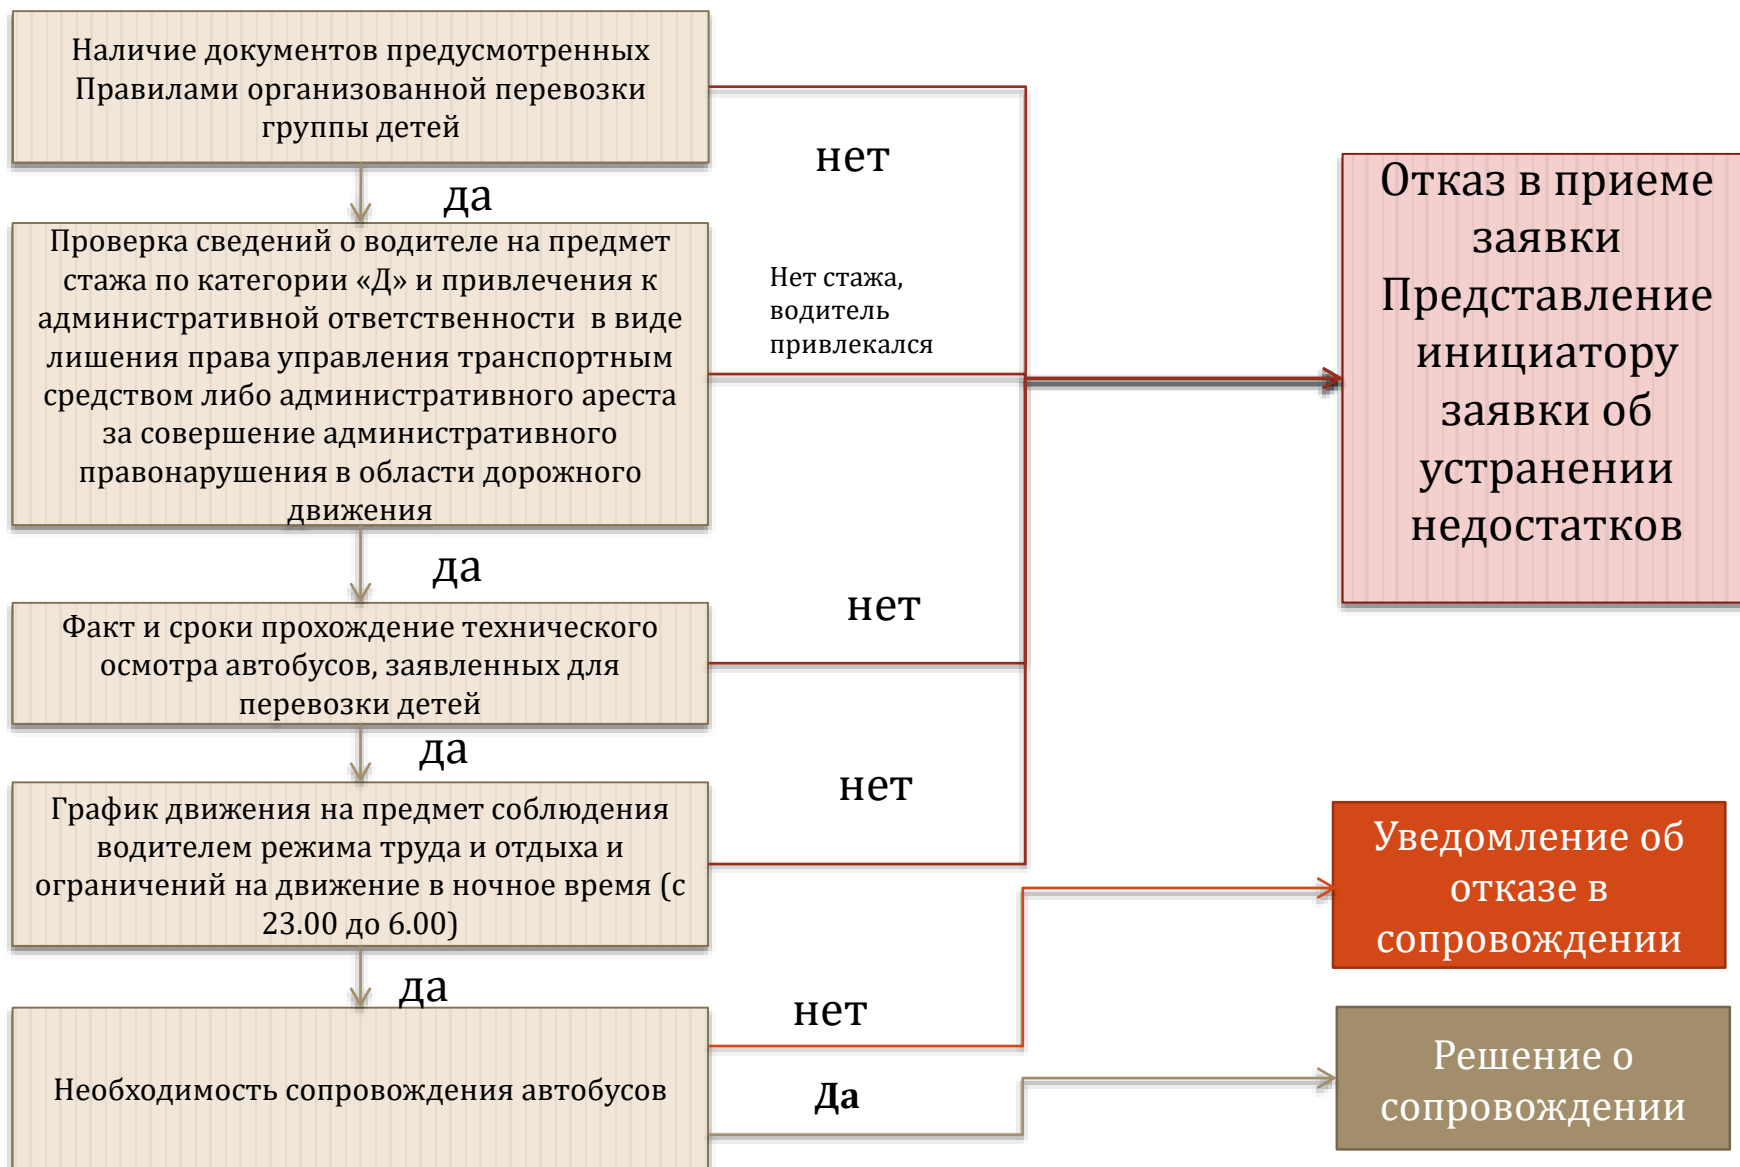 Наличие документов предусмотренных
Правилами организованной перевозки
группы детей
нет
да
Проверка сведений о водителе на предмет
стажа по категории «Д» и привлечения к
административной ответственности в виде
лишения права управления транспортным
средством либо административного ареста
за совершение административного
правонарушения в области дорожного
движения
Нет стажа,
водитель
привлекался
Отказ в приеме
заявки
Представление
инициатору
заявки об
устранении
недостатков
да
Факт и сроки прохождение технического
осмотра автобусов, заявленных для
перевозки детей
нет
да
График движения на предмет соблюдения
водителем режима труда и отдыха и
ограничений на движение в ночное время (с
23.00 до 6.00)
нет
да
Необходимость сопровождения автобусов
нет
Уведомление об
отказе в
сопровождении
Да
Решение о
сопровождении